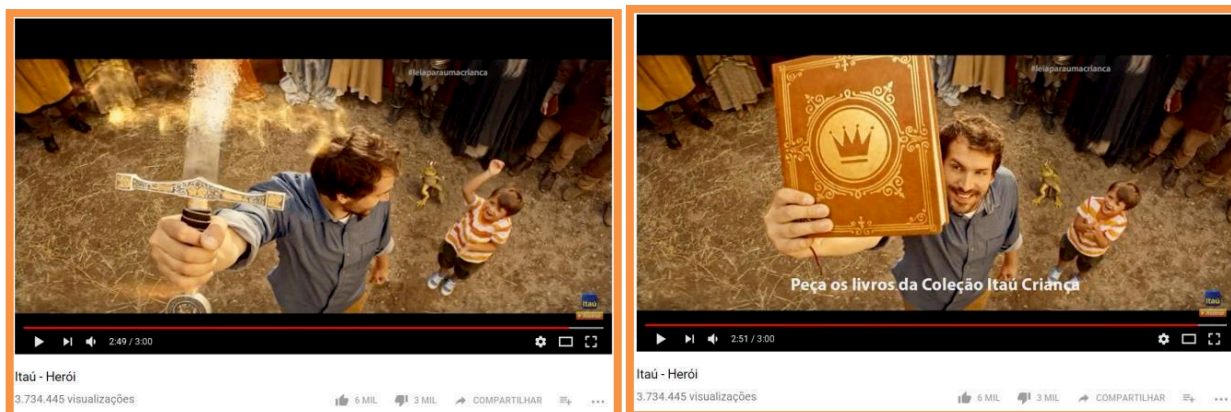 #leiaparaumacrianca
Itaú
2:49 / 3:00
Itaú - Herói
3.734.445 visualizações
6 MIL
3 MIL
COMPARTILHAR
#leiaparaumacrianca
Peça os livros da Coleção Itaú Criança
Itaú
2:51 / 3:00
Itaú - Herói
3.734.445 visualizações
6 MIL
3 MIL
COMPARTILHAR